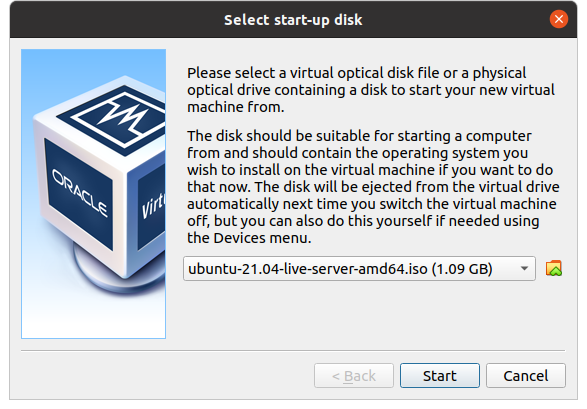 Select start-up disk
Please select a virtual optical disk file or a physical
optical drive containing a disk to start your new virtual
machine from.
The disk should be suitable for starting a computer
from and should contain the operating system you
wish to install on the virtual machine if you want to do
that now. The disk will be ejected from the virtual drive
automatically next time you switch the virtual machine
off, but you can also do this yourself if needed using
the Devices menu.
ORACLE
Virtu
ubuntu-21.04-live-server-amd64.iso (1.09 GB)
< Back
Start
Cancel